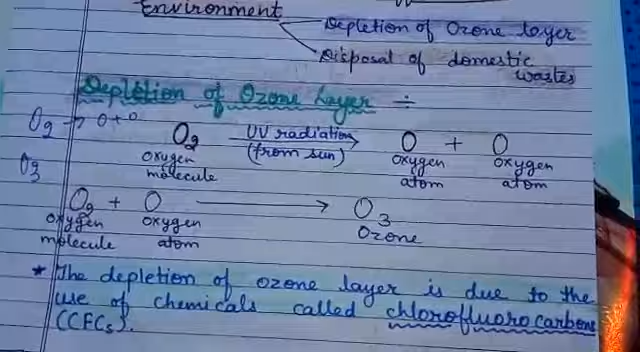 Environment
Depletion of Ozone layer
Disposal of domestic
wastes
Depletion of Ozone Layer ÷
O2 → O+O
O2 UV radiation (from sun) → O + O
oxygen molecule oxygen atom oxygen atom
O3
O2 + O → O3
oxygen molecule oxygen atom Ozone
* The depletion of ozone layer is due to the
use of chemicals called chlorofluorocarbons
(CFCs).